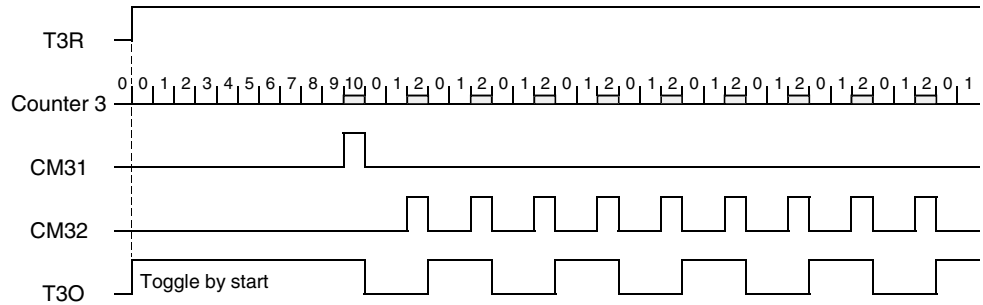 T3R
0 0 1 2 3 4 5 6 7 8 9 10 0 1 2 0 1 2 0 1 2 0 1 2 0 1 2 0 1 2 0 1 2 0 1 2 0 1 2 0 1
Counter 3
CM31
CM32
Toggle by start
T3O